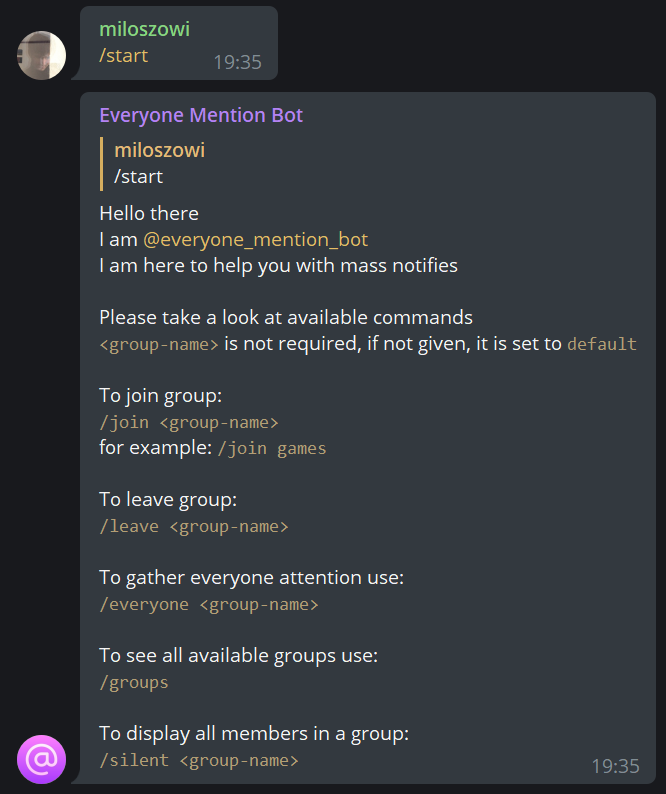 miloszowi
/start
19:35
Everyone Mention Bot
miloszowi
/start
Hello there
I am @everyone_mention_bot
I am here to help you with mass notifies
Please take a look at available commands
<group-name> is not required, if not given, it is set to default
To join group:
/join <group-name>
for example: /join games
To leave group:
/leave <group-name>
To gather everyone attention use:
/everyone <group-name>
To see all available groups use:
/groups
To display all members in a group:
/silent <group-name>
19:35
@